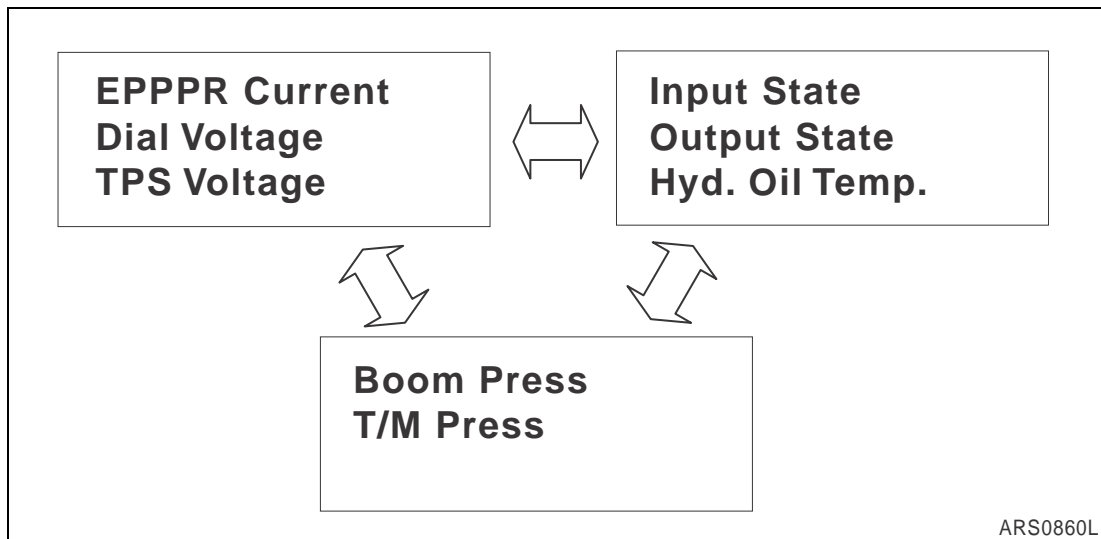 EPPPR Current
Dial Voltage
TPS Voltage
Input State
Output State
Hyd. Oil Temp.
Boom Press
T/M Press
ARS0860L